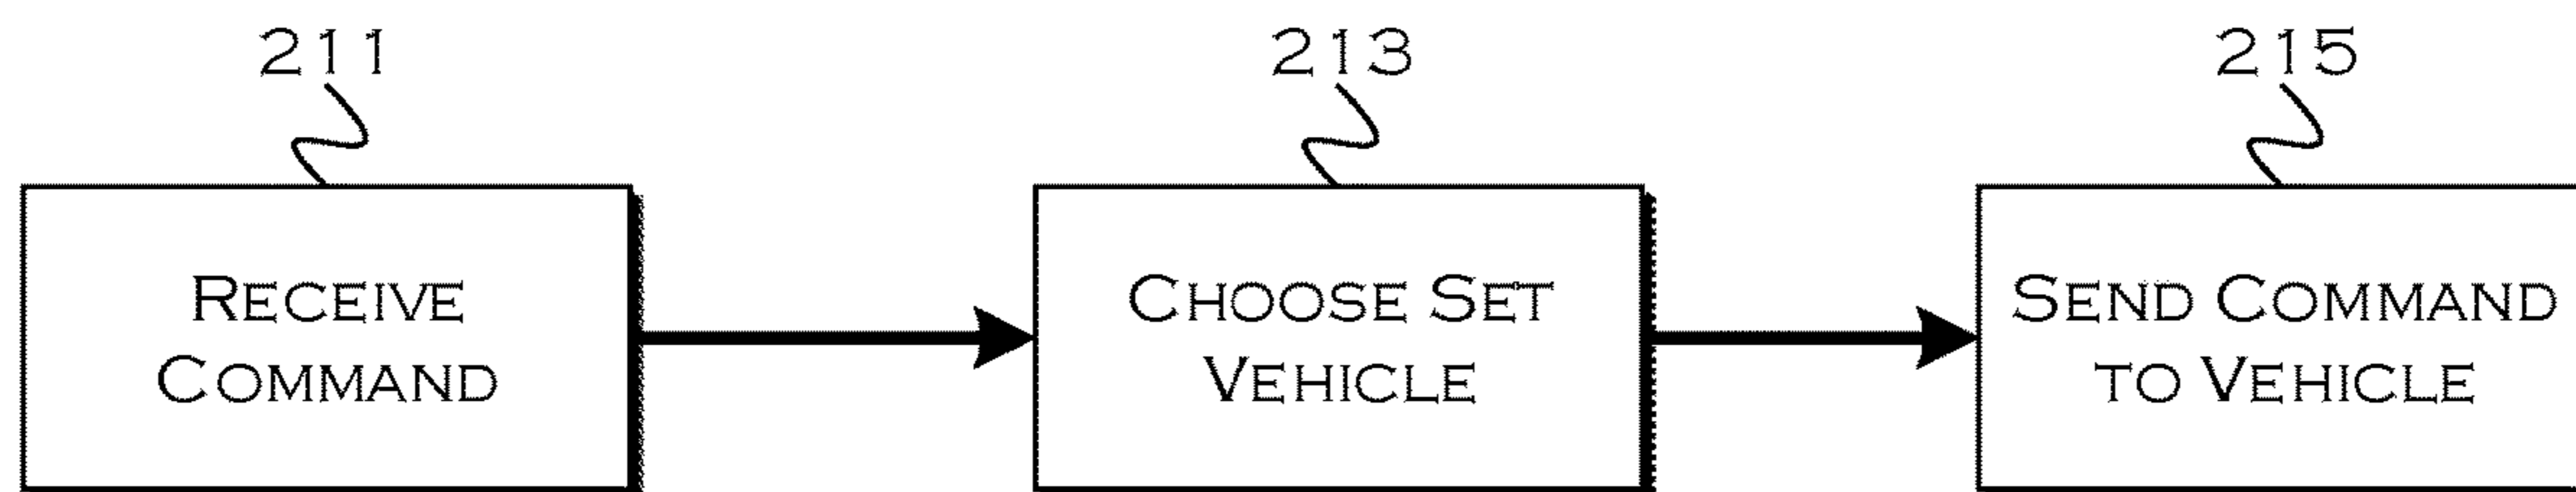 211
213
215
RECEIVE
COMMAND
CHOOSE SET
VEHICLE
SEND COMMAND
TO VEHICLE